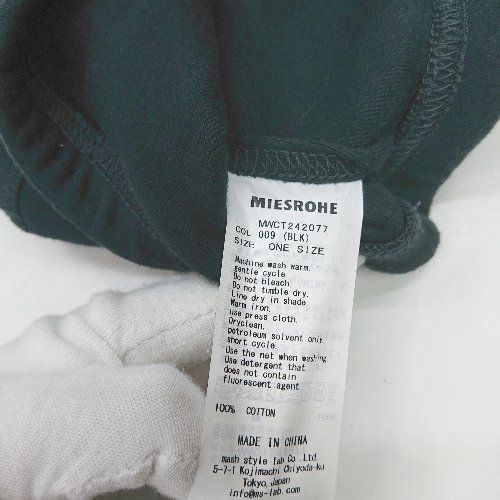 MIESROHE
MWCT242077
COL 009 (BLK)
SIZE ONE SIZE
Machine wash warm.
gentle cycle.
Do not bleach.
Do not tumble dry.
Line dry in shade.
Warm iron.
use press cloth.
Dryclean,
petroleum solvent only.
short cycle.
Use the net when washing
Use detergent that
does not contain
fluorescent agent
100% COTTON
MADE IN CHINA
mash style lab Co.,Ltd.
5-7-1 Kojimachi Chiyoda-ku
Tokyo, Japan
info@ms-lab.com